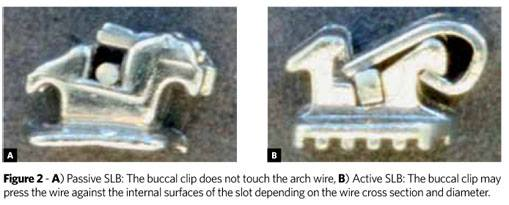 A
B
Figure 2 - A) Passive SLB: The buccal clip does not touch the arch wire, B) Active SLB: The buccal clip may
press the wire against the internal surfaces of the slot depending on the wire cross section and diameter.